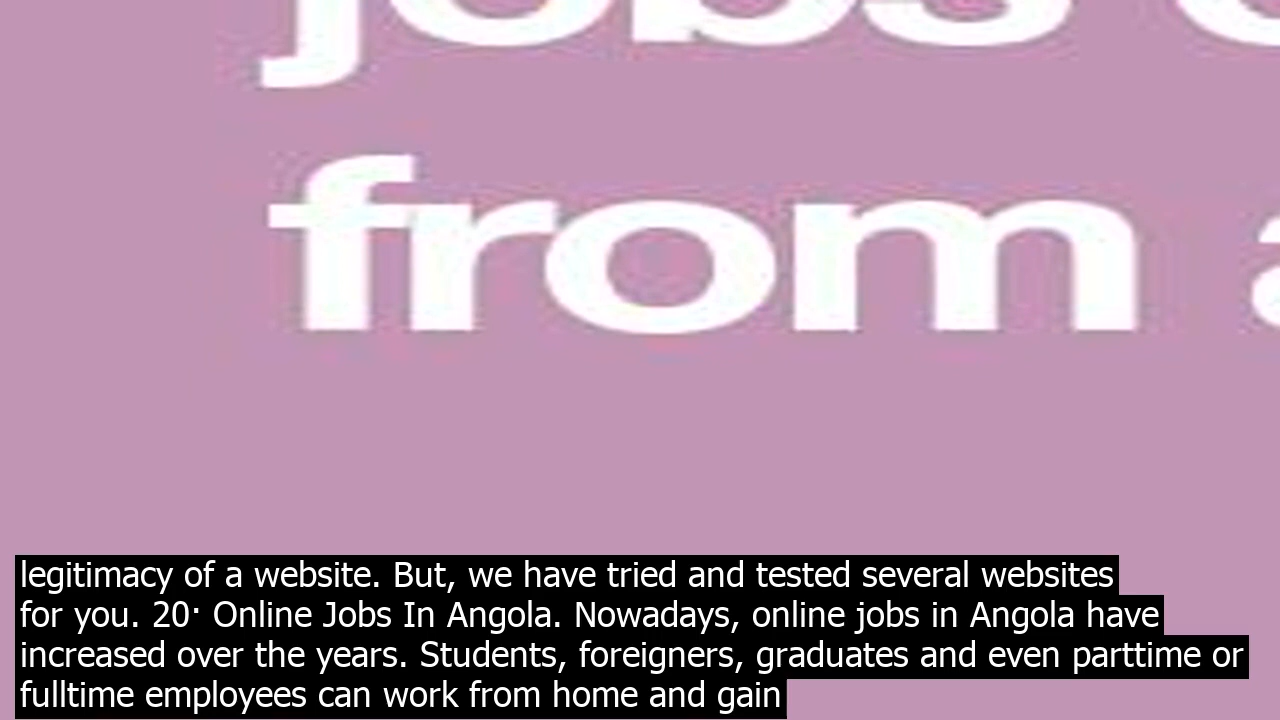 jobs
from
legitimacy of a website. But, we have tried and tested several websites
for you. 20· Online Jobs In Angola. Nowadays, online jobs in Angola have
increased over the years. Students, foreigners, graduates and even parttime or
fulltime employees can work from home and gain